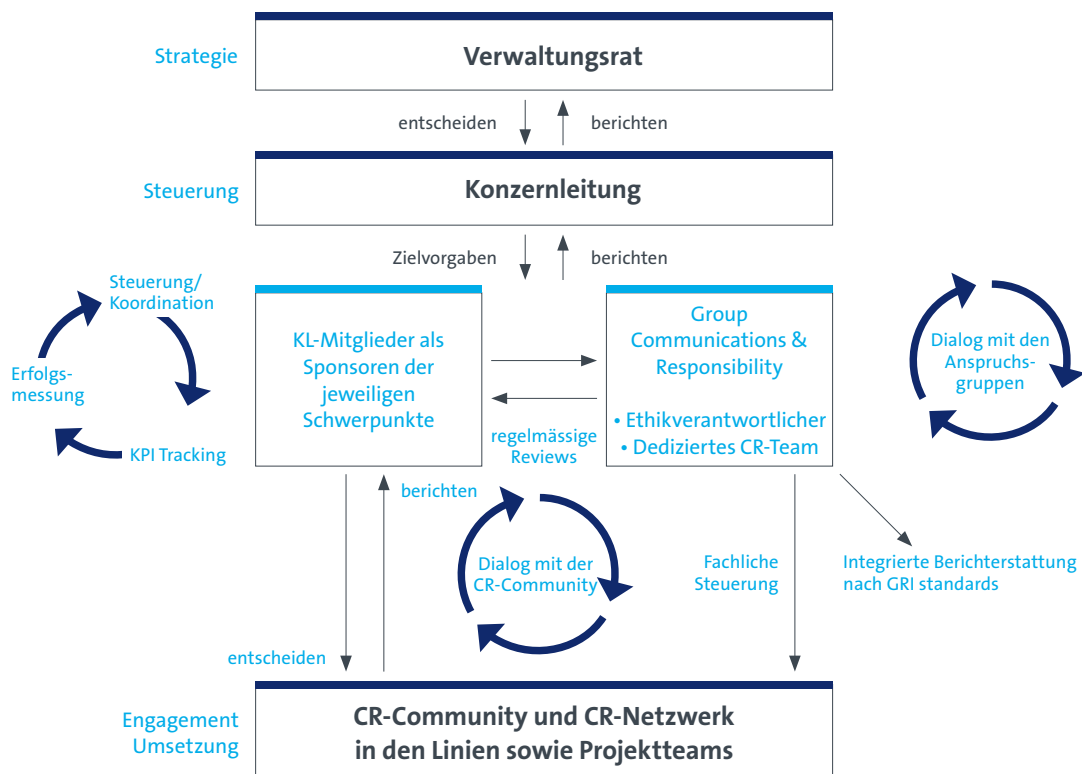 Strategie
Verwaltungsrat
entscheiden
berichten
Steuerung
Konzernleitung
Zielvorgaben
berichten
Steuerung/
Koordination
Erfolgs-
messung
KPI Tracking
KL-Mitglieder als
Sponsoren der
jeweiligen
Schwerpunkte
regelmässige
Reviews
Group
Communications &
Responsibility
• Ethikverantwortlicher
• Dediziertes CR-Team
Dialog mit den
Anspruchs-
gruppen
berichten
Dialog mit der
CR-Community
Fachliche
Steuerung
Integrierte Berichterstattung
nach GRI standards
entscheiden
Engagement
Umsetzung
CR-Community und CR-Netzwerk
in den Linien sowie Projektteams